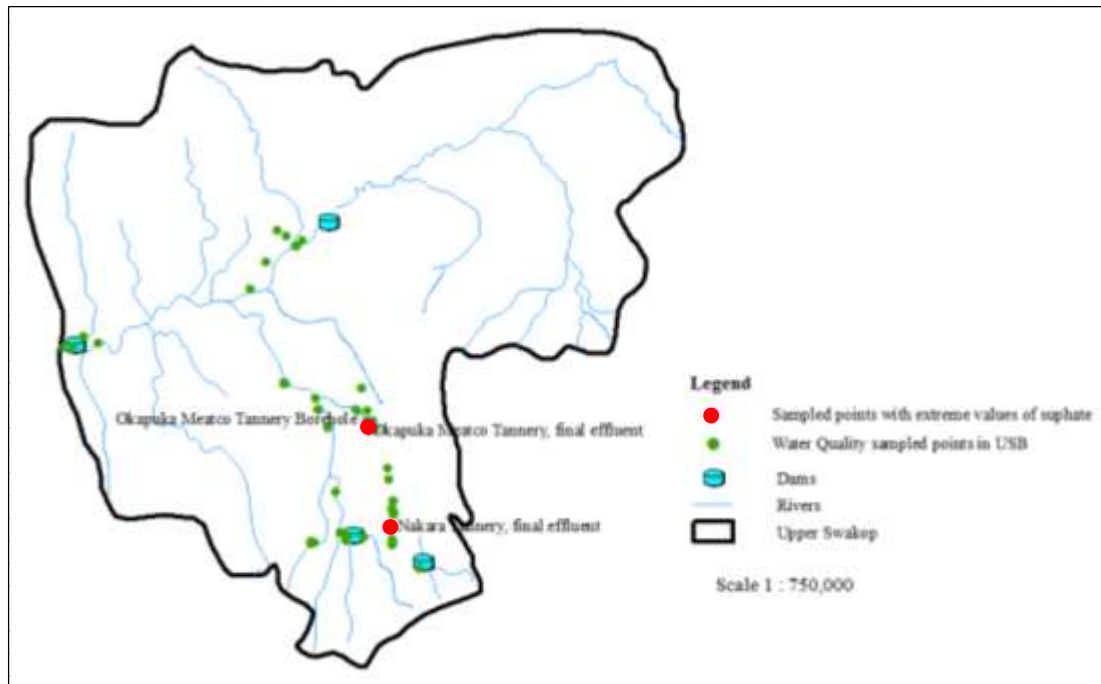 Okapuka Meatco Tannery Borehole
Okapuka Meatco Tannery, final effluent
Nakara Tannery, final effluent
Legend
Sampled points with extreme values of suphate
Water Quality sampled points in USB
Dams
Rivers
Upper Swakop
Scale 1 : 750,000